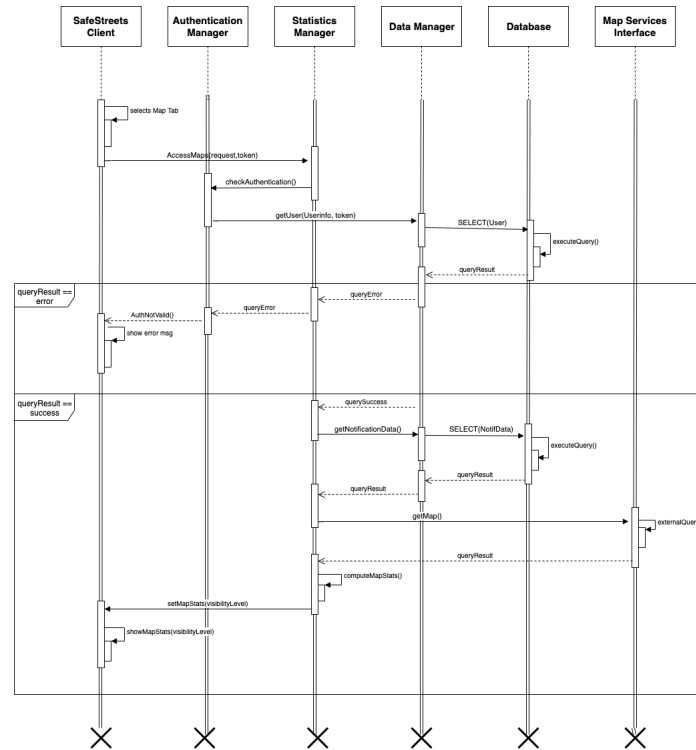 SafeStreets
Client
Authentication
Manager
Statistics
Manager
Data Manager
Database
Map Services
Interface
selects Map Tab
AccessMaps(request,token)
checkAuthentication()
getUser(Userinfo, token)
SELECT(User)
executeQuery()
queryResult
queryResult ==
error
queryError
queryError
AuthNotValid()
show error msg
queryResult ==
success
querySuccess
getNotificationData()
SELECT(NotifData)
executeQuery()
queryResult
queryResult
getMap()
externalQuer
queryResult
computeMapStats()
setMapStats(visibilityLevel)
showMapStats(visibilityLevel)